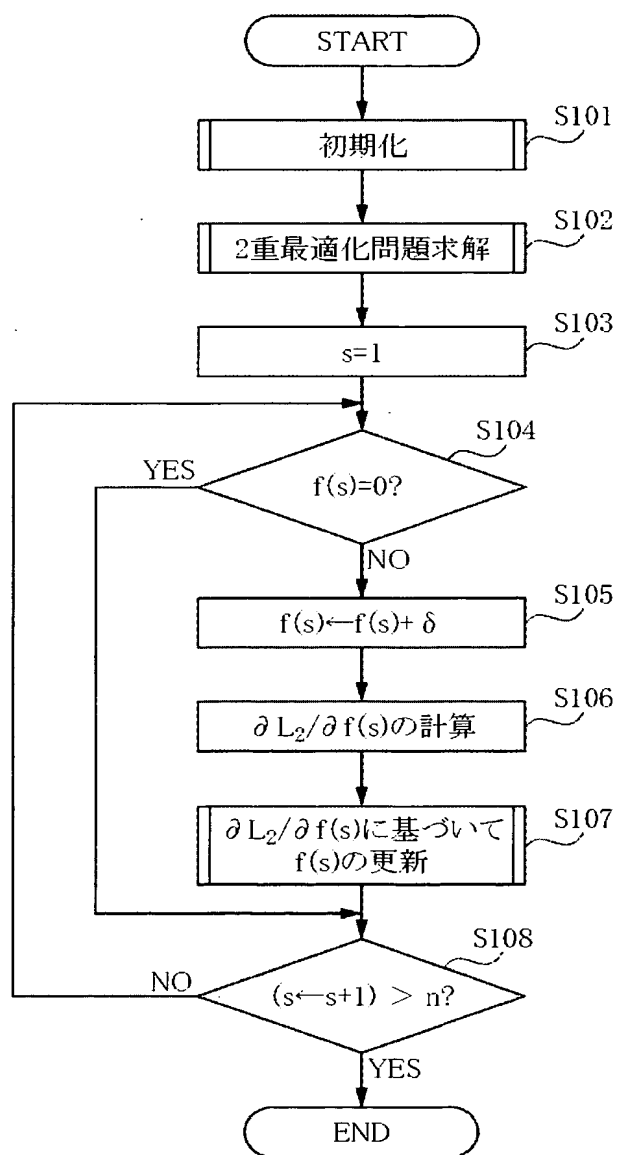 START
S101
初期化
S102
2重最適化問題求解
S103
s=1
S104
YES
f(s)=0?
NO
S105
f(s)←f(s)+ δ
S106
∂L₂/∂f(s)の計算
S107
∂L₂/∂f(s)に基づいて
f(s)の更新
S108
NO
(s←s+1) > n?
YES
END